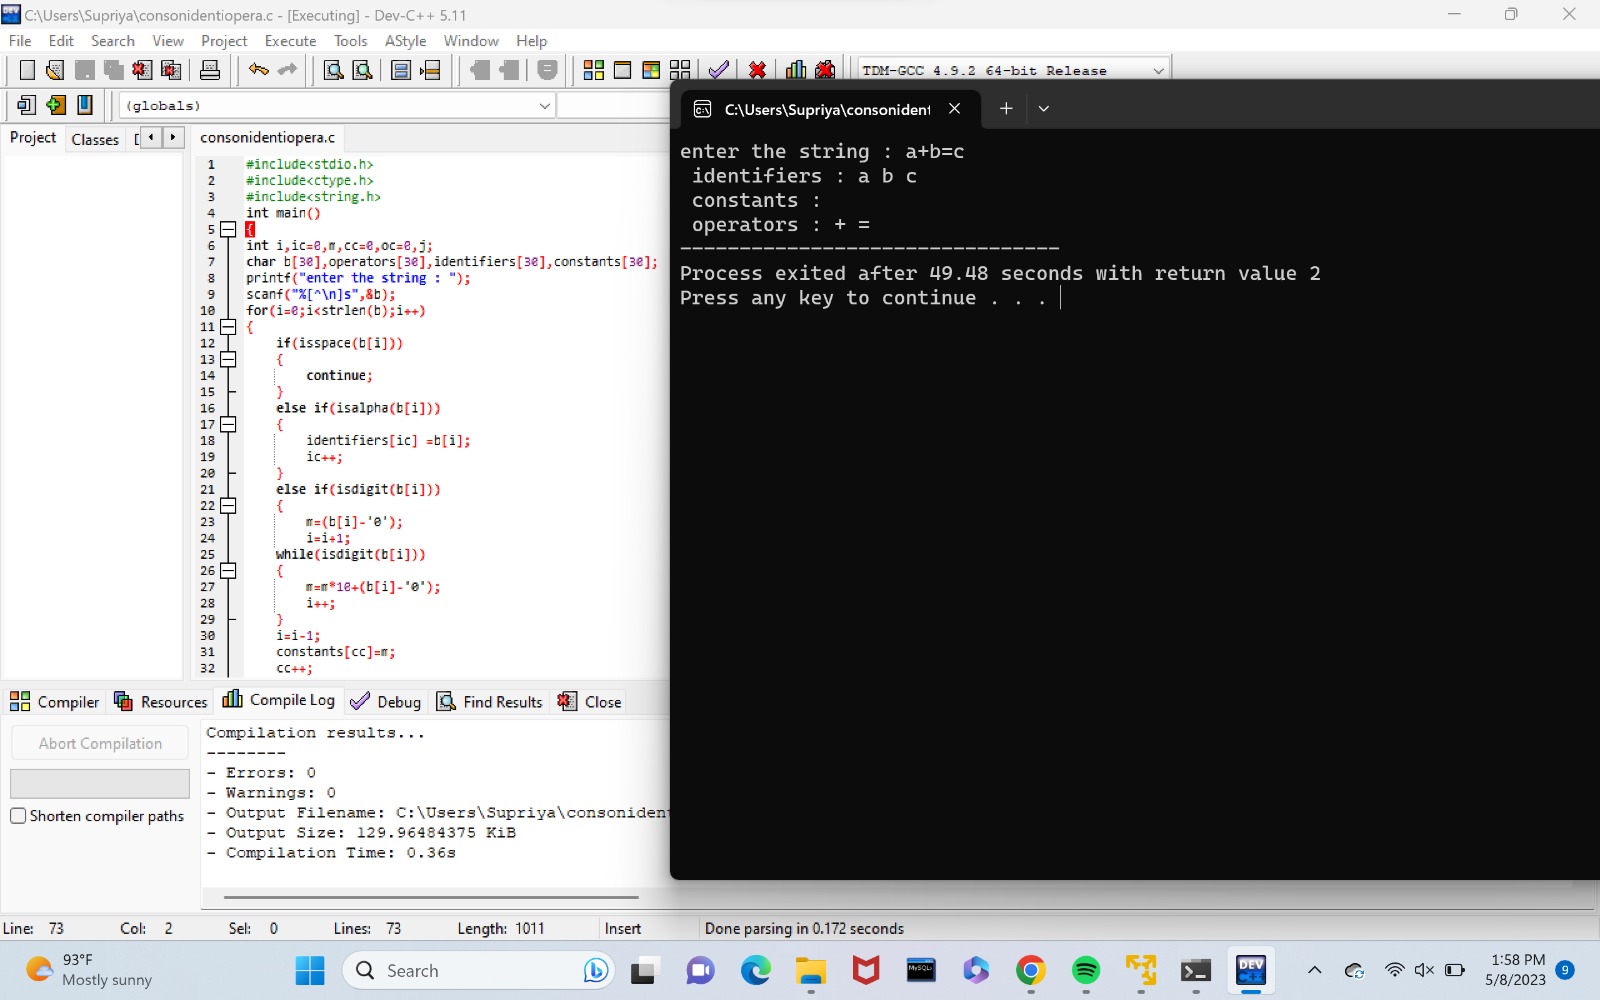 C:\Users\Supriya\consonidentiopera.c - [Executing] - Dev-C++ 5.11
File Edit Search View Project Execute Tools AStyle Window Help
TDM-GCC 4.9.2 64-bit Release
(globals)
Project Classes [
consonidentiopera.c
1 #include<stdio.h>
2 #include<ctype.h>
3 #include<string.h>
4 int main()
5 {
6 int i,ic=0,m,cc=0,oc=0,j;
7 char b[30],operators[30],identifiers[30],constants[30];
8 printf("enter the string : ");
9 scanf("%[^\n]s",&b);
10 for(i=0;i<strlen(b);i++)
11 {
12 if(isspace(b[i]))
13 {
14 continue;
15 }
16 else if(isalpha(b[i]))
17 {
18 identifiers[ic] =b[i];
19 ic++;
20 }
21 else if(isdigit(b[i]))
22 {
23 m=(b[i]-'0');
24 i=i+1;
25 while(isdigit(b[i]))
26 {
27 m=m*10+(b[i]-'0');
28 i++;
29 }
30 i=i-1;
31 constants[cc]=m;
32 cc++;
C:\Users\Supriya\consonident
enter the string : a+b=c
identifiers : a b c
constants :
operators : + =
--------------------------------
Process exited after 49.48 seconds with return value 2
Press any key to continue . . .
Compiler Resources Compile Log Debug Find Results Close
Abort Compilation
Shorten compiler paths
Compilation results...
--------
- Errors: 0
- Warnings: 0
- Output Filename: C:\Users\Supriya\consonident
- Output Size: 129.96484375 KiB
- Compilation Time: 0.36s
Line: 73 Col: 2 Sel: 0 Lines: 73 Length: 1011 Insert Done parsing in 0.172 seconds
93°F
Mostly sunny
Search
MySQL
DEV
C++
1:58 PM
5/8/2023
9